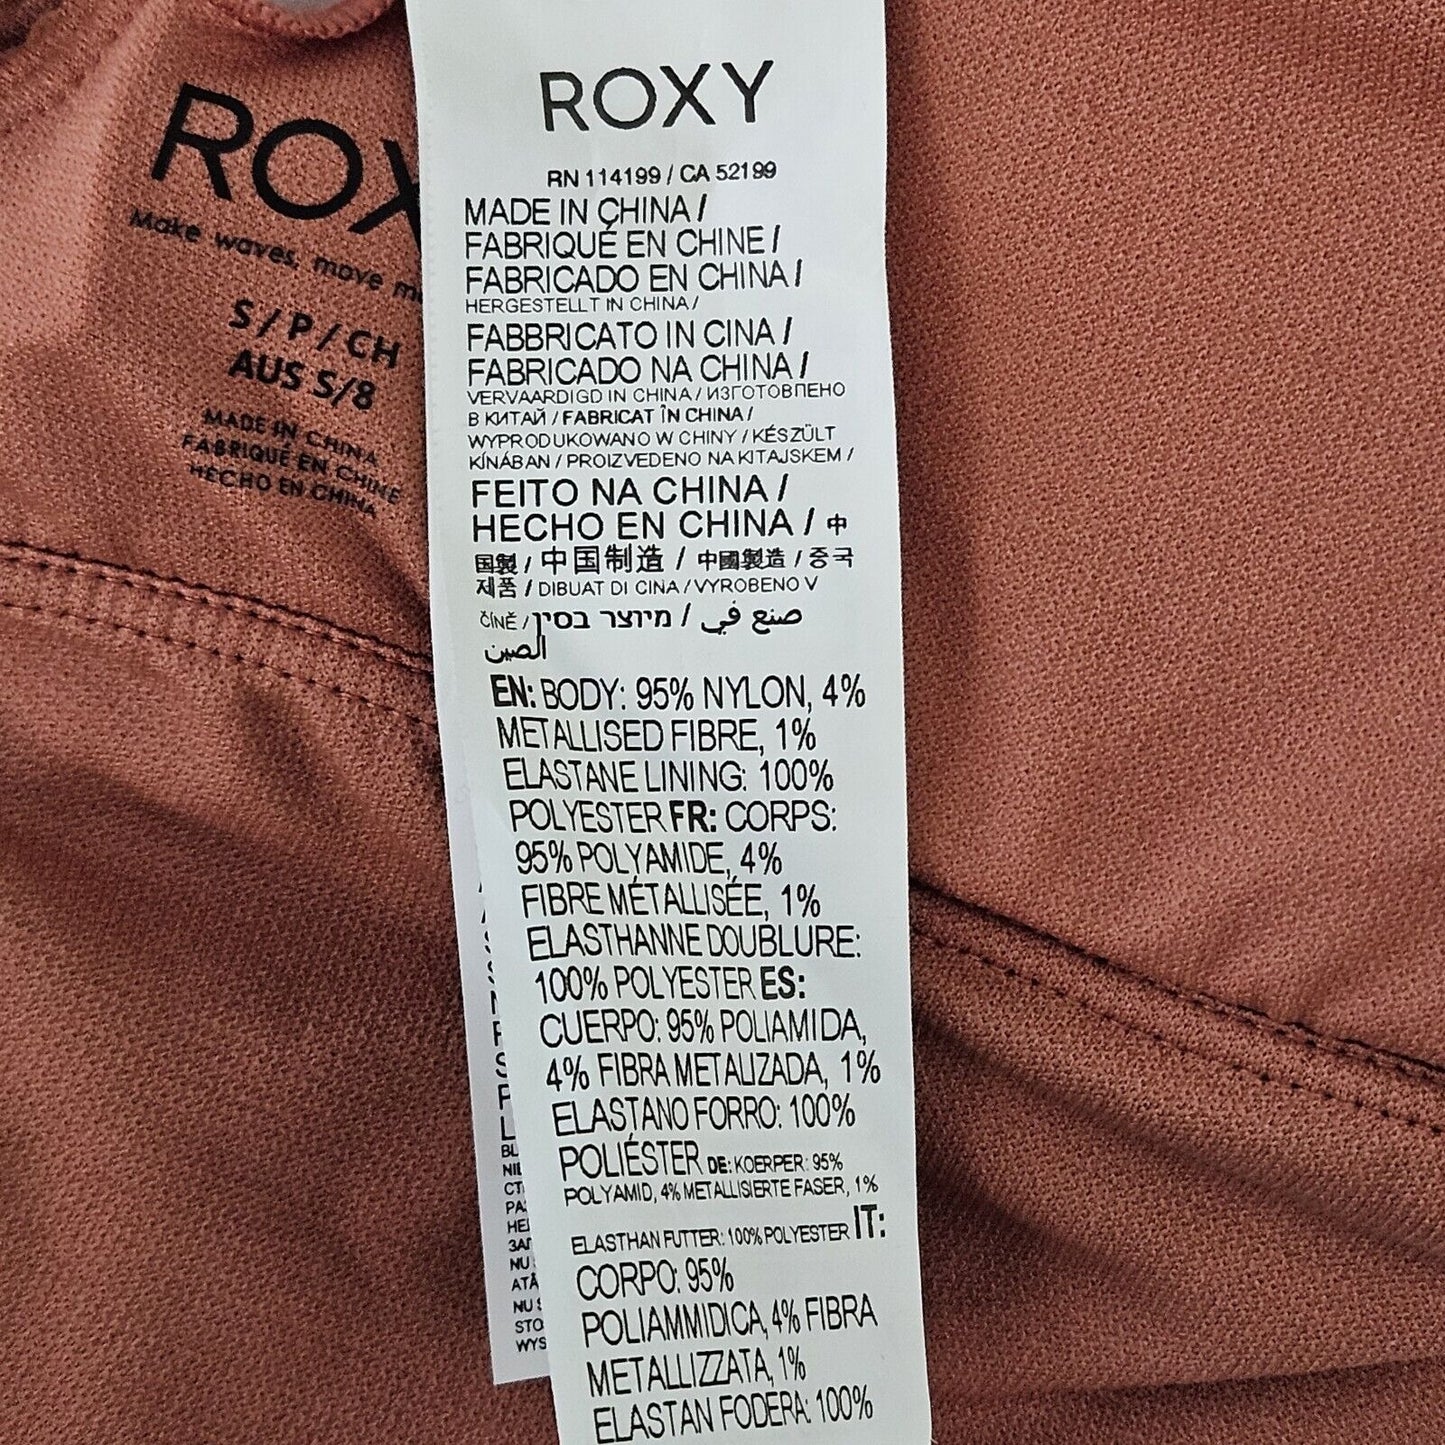 ROXY
Make waves, move
S/P/CH
AUS S/8
MADE IN CHINA
FABRIQUÉ EN CHINE
HECHO EN CHINA
ROXY
RN 114199 / CA 52199
MADE IN CHINA /
FABRIQUÉ EN CHINE /
FABRICADO EN CHINA /
HERGESTELLT IN CHINA /
FABBRICATO IN CINA /
FABRICADO NA CHINA /
VERVAARDIGD IN CHINA / ИЗГОТОВЛЕНО
В КИТАЙ / FABRICAT ÎN CHINA /
WYPRODUKOWANO W CHINY / KÉSZÜLT
KÍNÁBAN / PROIZVEDENO NA KITAJSKEM /
FEITO NA CHINA /
HECHO EN CHINA / 中
国製 / 中国制造 / 中國製造 / 중국
제품 / DIBUAT DI CINA / VYROBENO V
ČÍNĚ / מיוצר בסין / صنع في
الصين
EN: BODY: 95% NYLON, 4%
METALLISED FIBRE, 1%
ELASTANE LINING: 100%
POLYESTER FR: CORPS:
95% POLYAMIDE, 4%
FIBRE MÉTALLISÉE, 1%
ELASTHANNE DOUBLURE:
100% POLYESTER ES:
CUERPO: 95% POLIAMIDA,
4% FIBRA METALIZADA, 1%
ELASTANO FORRO: 100%
POLIÉSTER DE: KOERPER: 95%
POLYAMID, 4% METALLISIERTE FASER, 1%
ELASTHAN FUTTER: 100% POLYESTER IT:
CORPO: 95%
POLIAMMIDICA, 4% FIBRA
METALLIZZATA, 1%
ELASTAN FODERA: 100%